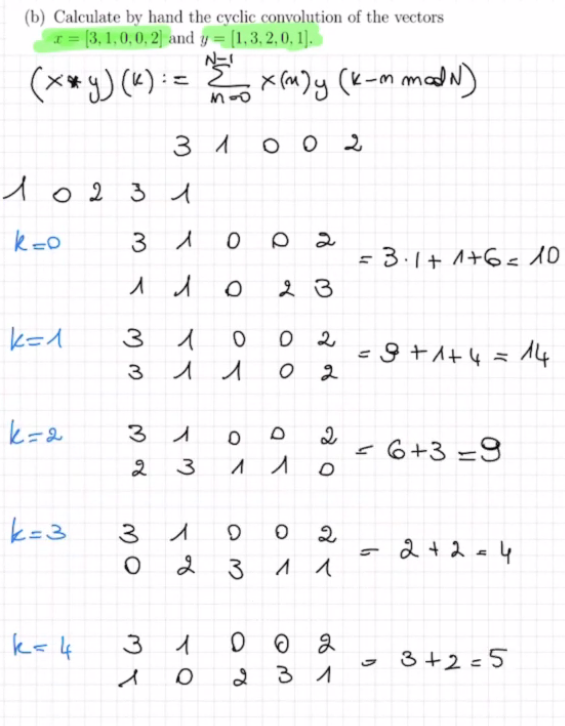 (b) Calculate by hand the cyclic convolution of the vectors
x = [3, 1, 0, 0, 2] and y = [1, 3, 2, 0, 1].
(x * y)(k) := N-1 Σ m=0 x(m) y (k-m mod N)
3 1 0 0 2
1 0 2 3 1
k=0 3 1 0 0 2 = 3·1 + 1 + 6 = 10
1 1 0 2 3
k=1 3 1 0 0 2 = 9 + 1 + 4 = 14
3 1 1 0 2
k=2 3 1 0 0 2 = 6+3 = 9
2 3 1 1 0
k=3 3 1 0 0 2 = 2 + 2 = 4
0 2 3 1 1
k=4 3 1 0 0 2 = 3 + 2 = 5
1 0 2 3 1